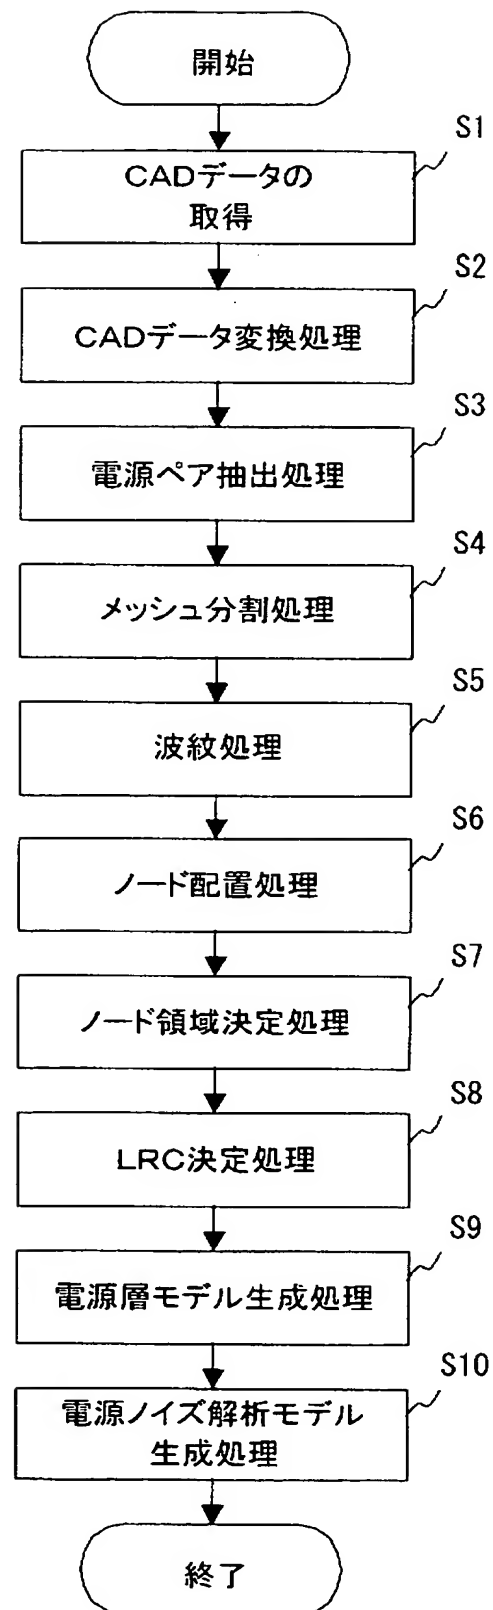 開始
S1
CADデータの
取得
S2
CADデータ変換処理
S3
電源ペア抽出処理
S4
メッシュ分割処理
S5
波紋処理
S6
ノード配置処理
S7
ノード領域決定処理
S8
LRC決定処理
S9
電源層モデル生成処理
S10
電源ノイズ解析モデル
生成処理
終了